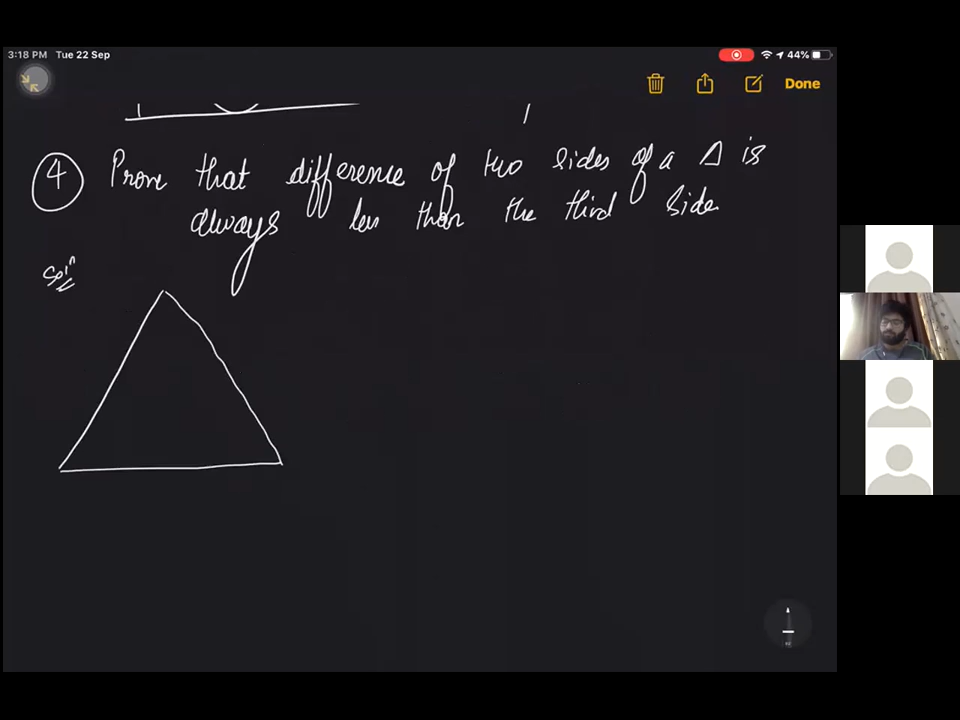 3:18 PM Tue 22 Sep
44%
Done
④ Prove that difference of two sides of a Δ is
always less than the third side
Solⁿ